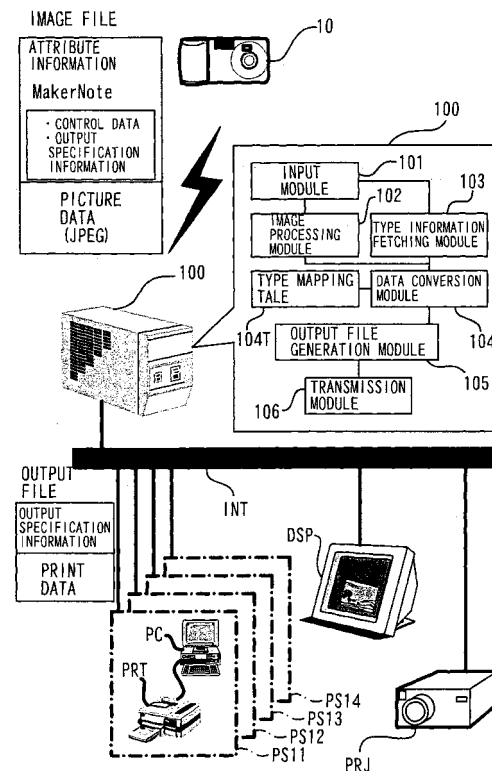 IMAGE FILE
ATTRIBUTE
INFORMATION
MakerNote
· CONTROL DATA
· OUTPUT
SPECIFICATION
INFORMATION
PICTURE
DATA
(JPEG)
10
100
INPUT
MODULE
101
102
103
IMAGE
PROCESSING
MODULE
TYPE INFORMATION
FETCHING MODULE
TYPE MAPPING
TALE
DATA CONVERSION
MODULE
104T
104
OUTPUT FILE
GENERATION MODULE
105
106
TRANSMISSION
MODULE
100
INT
OUTPUT
FILE
OUTPUT
SPECIFICATION
INFORMATION
PRINT
DATA
DSP
PC
PRT
PS14
PS13
PS12
PS11
PRJ